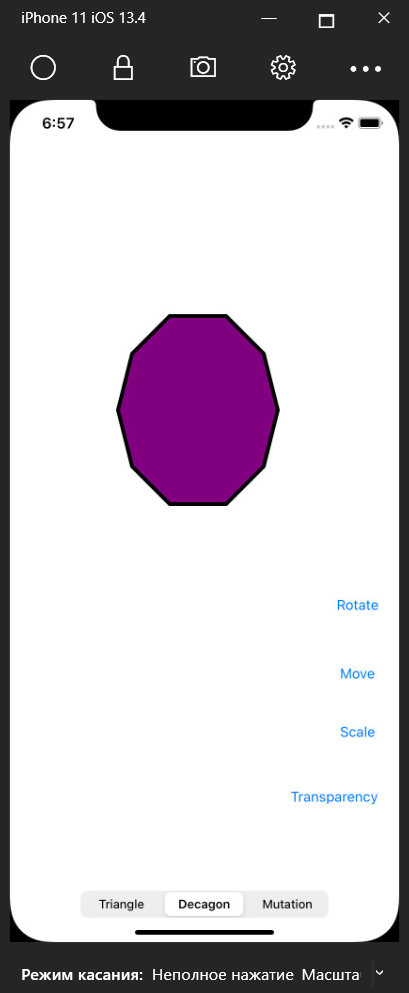 iPhone 11 iOS 13.4
6:57
Rotate
Move
Scale
Transparency
Triangle Decagon Mutation
Режим касания: Неполное нажатие Масшта